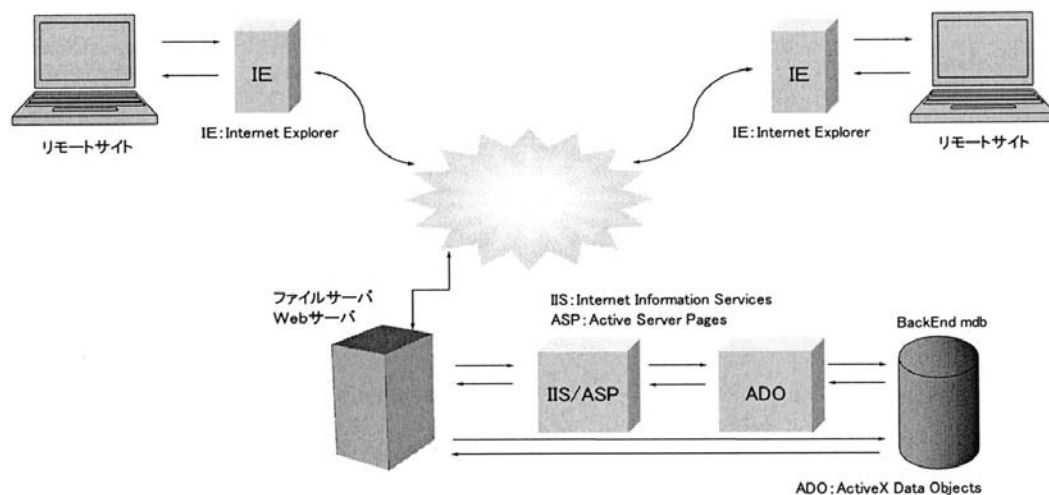 IE
IE:Internet Explorer
リモートサイト
IE
IE:Internet Explorer
リモートサイト
ファイルサーバ
Webサーバ
IIS:Internet Information Services
ASP:Active Server Pages
BackEnd mdb
IIS/ASP
ADO
ADO:ActiveX Data Objects